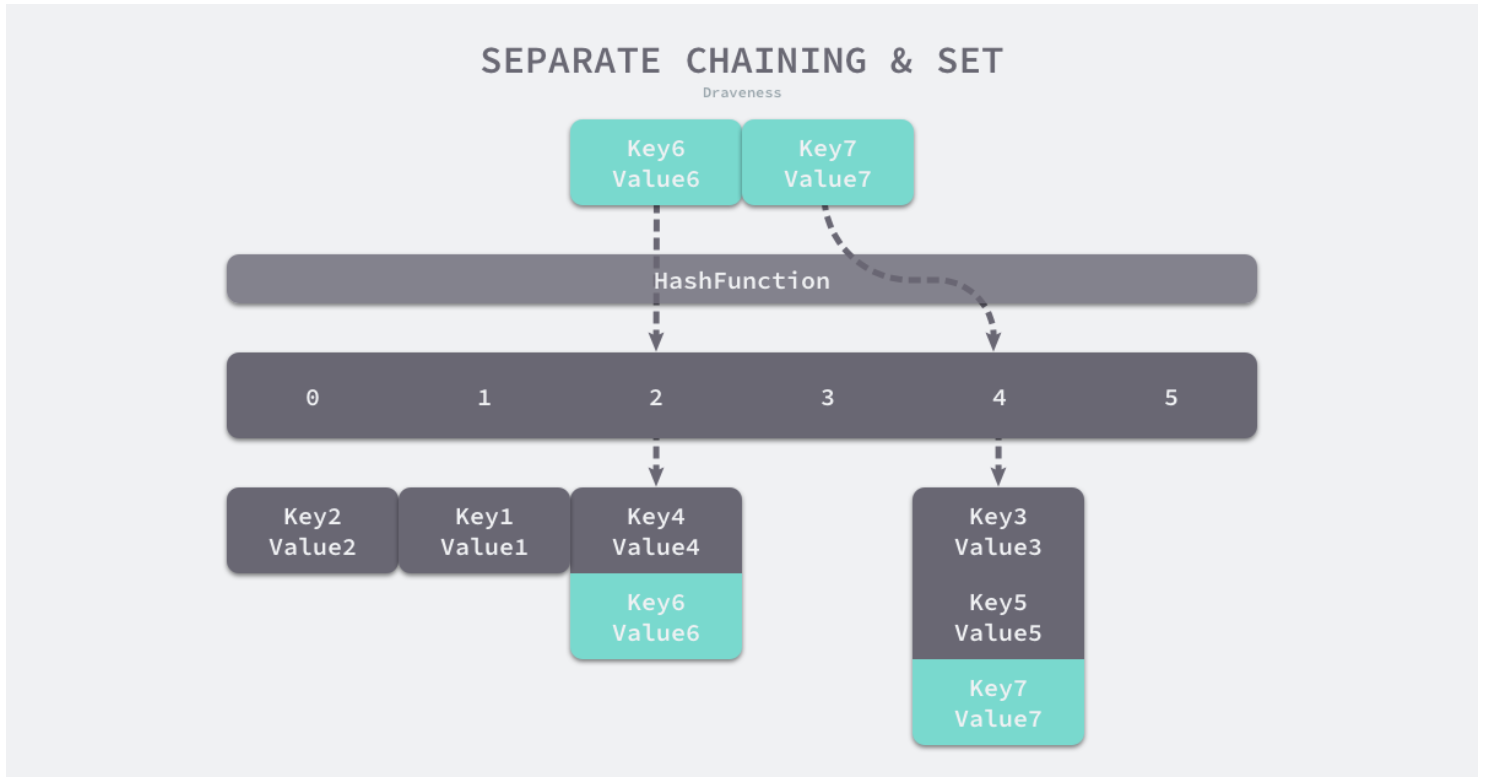 SEPARATE CHAINING & SET
Draveness
Key6
Value6
Key7
Value7
HashFunction
0 1 2 3 4 5
Key2
Value2
Key1
Value1
Key4
Value4
Key6
Value6
Key3
Value3
Key5
Value5
Key7
Value7